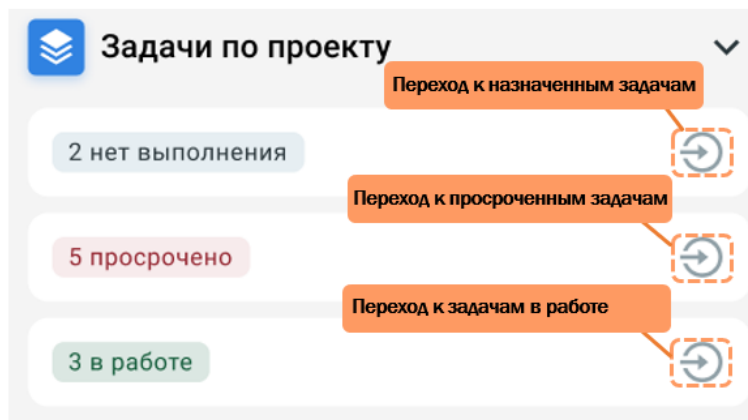 Задачи по проекту
Переход к назначенным задачам
2 нет выполнения
Переход к просроченным задачам
5 просрочено
Переход к задачам в работе
3 в работе